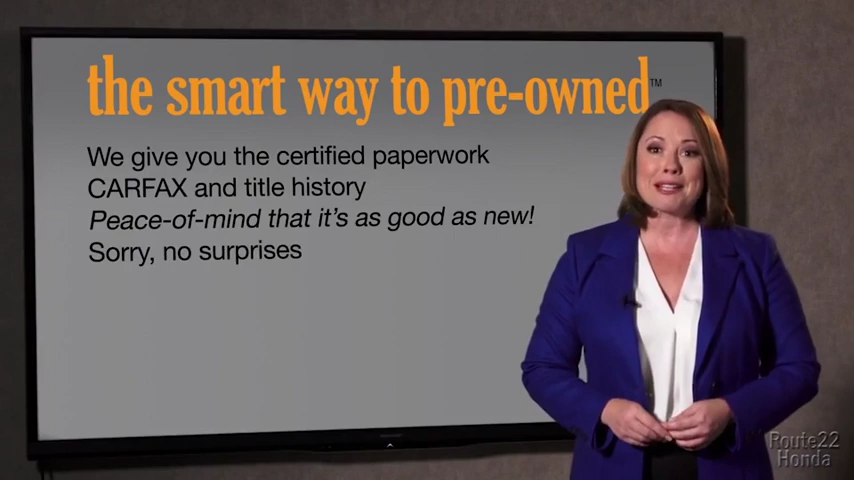 the smart way to pre-owned™
We give you the certified paperwork
CARFAX and title history
Peace-of-mind that it's as good as new!
Sorry, no surprises
Route22
Honda